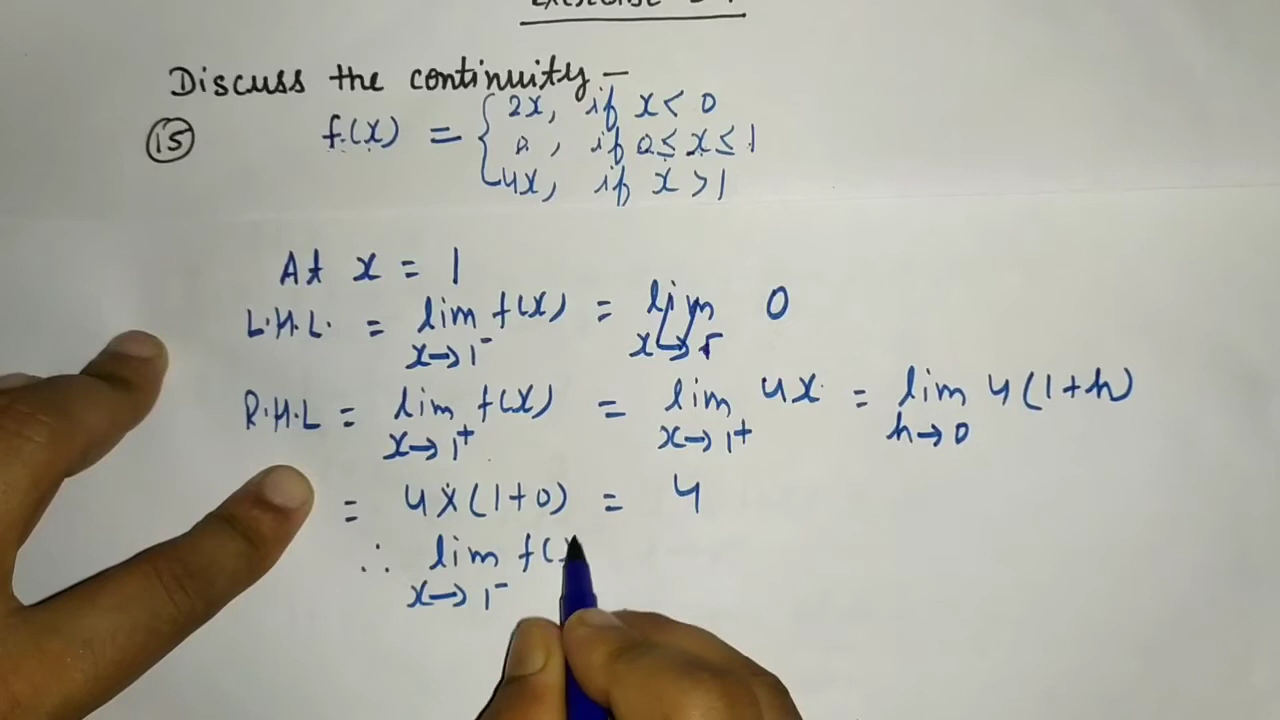 Discuss the continuity –
(15) f(x) = { 2x, if x < 0
0, if 0 ≤ x ≤ 1
4x, if x > 1
At x = 1
L.H.L. = lim x→1⁻ f(x) = lim x→1⁻ 0
R.H.L = lim x→1⁺ f(x) = lim x→1⁺ 4x = lim h→0 4(1+h)
= 4×(1+0) = 4
∴ lim x→1⁻ f(